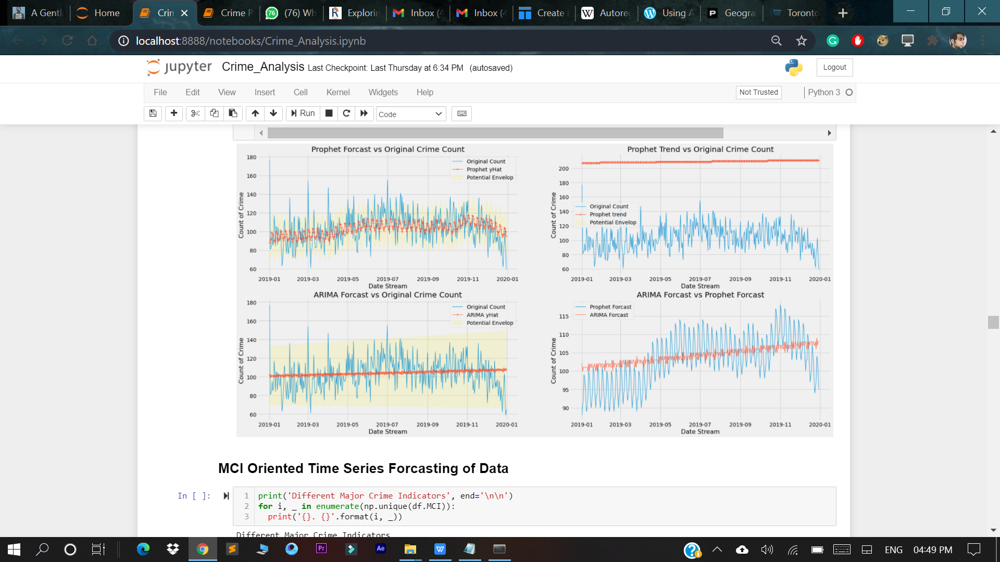 A Gentl
Home
Crin
Crime P
(76) Wh
Explorin
Inbox (4
Inbox (4
Create
Autoreg
Using A
Geogra
Toronto
localhost:8888/notebooks/Crime_Analysis.ipynb
jupyter Crime_Analysis Last Checkpoint: Last Thursday at 6:34 PM (autosaved)
Logout
File Edit View Insert Cell Kernel Widgets Help
Not Trusted
Python 3
Run
Code
Prophet Forcast vs Original Crime Count
Original Count
Prophet yHat
Potential Envelop
Count of Crime
180
160
140
120
100
80
60
2019-01 2019-03 2019-05 2019-07 2019-09 2019-11 2020-01
Date Stream
Prophet Trend vs Original Crime Count
Original Count
Prophet trend
Potential Envelop
Count of Crime
200
180
160
140
120
100
80
60
2019-01 2019-03 2019-05 2019-07 2019-09 2019-11 2020-01
Date Stream
ARIMA Forcast vs Original Crime Count
Original Count
ARIMA yHat
Potential Envelop
Count of Crime
180
160
140
120
100
80
60
2019-01 2019-03 2019-05 2019-07 2019-09 2019-11 2020-01
Date Stream
ARIMA Forcast vs Prophet Forcast
Prophet Forcast
ARIMA Forcast
Count of Crime
115
110
105
100
95
90
2019-01 2019-03 2019-05 2019-07 2019-09 2019-11 2020-01
Date Stream
MCI Oriented Time Series Forcasting of Data
In [ ]:
1 print('Different Major Crime Indicators', end='\n\n')
2 for i, _ in enumerate(np.unique(df.MCI)):
3 print('{}. {}'.format(i, _))
Different Major Crime Indicators
Pr
Ae
ENG
04:49 PM